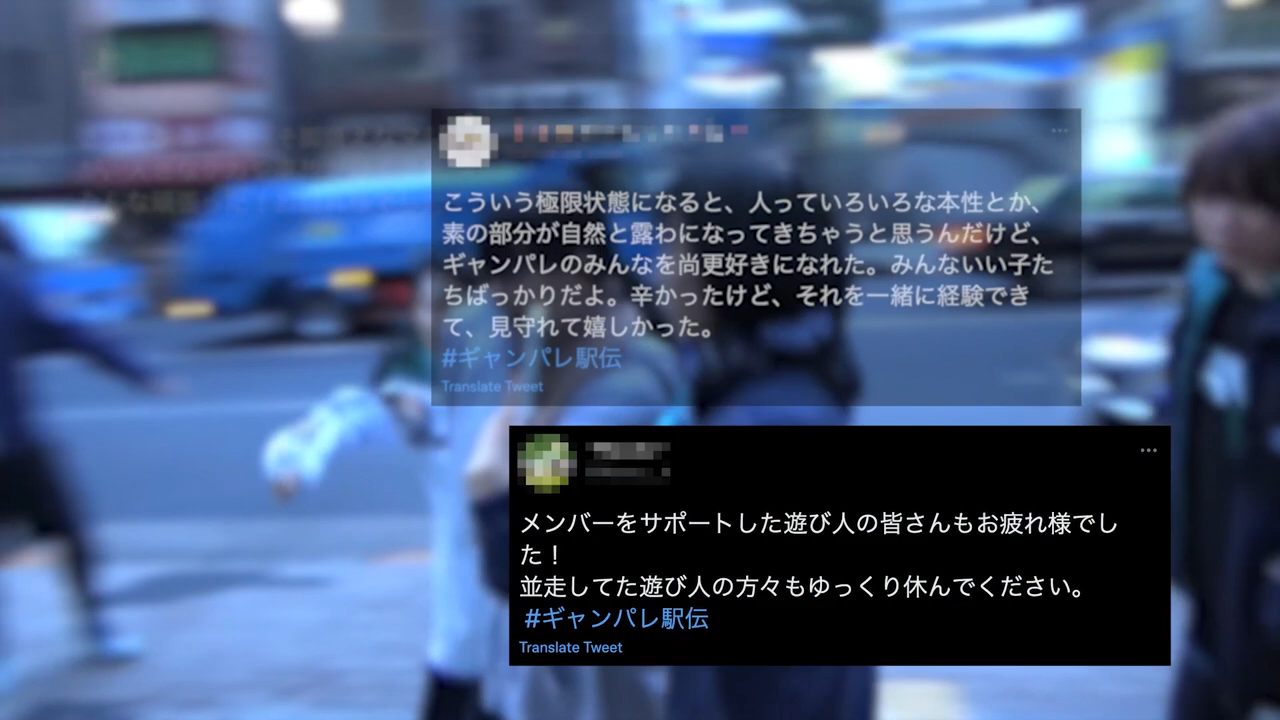 こういう極限状態になると、人っていろいろな本性とか、
素の部分が自然と露わになってきちゃうと思うんだけど、
ギャンパレのみんなを尚更好きになれた。みんないい子た
ちばっかりだよ。辛かったけど、それを一緒に経験でき
て、見守れて嬉しかった。
#ギャンパレ駅伝
Translate Tweet
メンバーをサポートした遊び人の皆さんもお疲れ様でし
た！
並走してた遊び人の方々もゆっくり休んでください。
#ギャンパレ駅伝
Translate Tweet